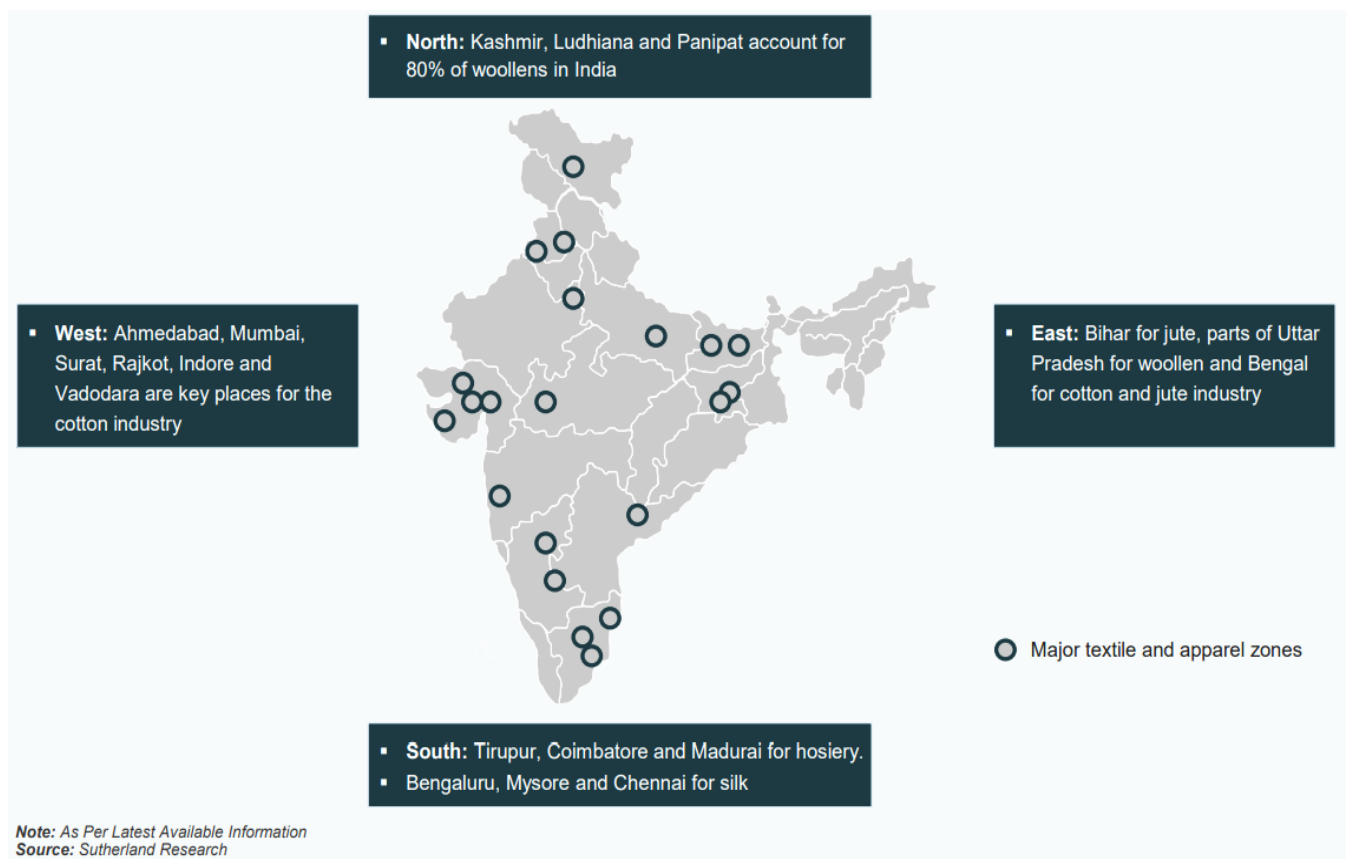 ▪ North: Kashmir, Ludhiana and Panipat account for
80% of woollens in India
▪ West: Ahmedabad, Mumbai,
Surat, Rajkot, Indore and
Vadodara are key places for the
cotton industry
▪ East: Bihar for jute, parts of Uttar
Pradesh for woollen and Bengal
for cotton and jute industry
Major textile and apparel zones
▪ South: Tirupur, Coimbatore and Madurai for hosiery.
▪ Bengaluru, Mysore and Chennai for silk
Note: As Per Latest Available Information
Source: Sutherland Research